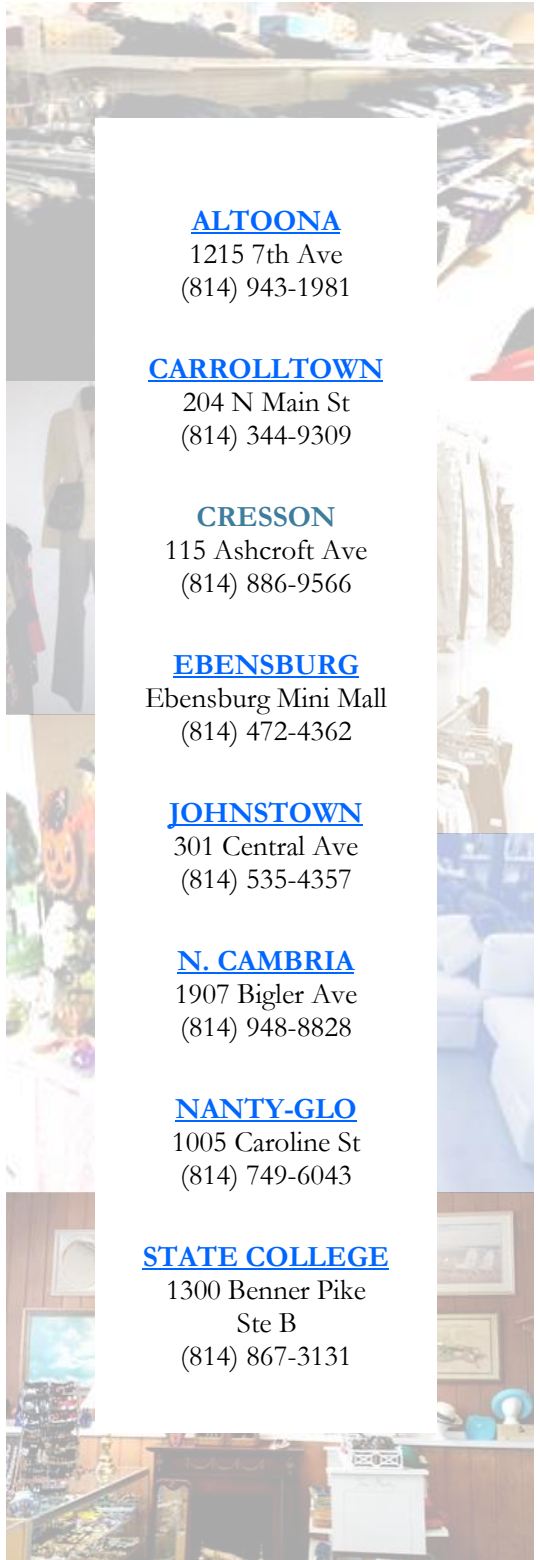 ALTOONA
1215 7th Ave
(814) 943-1981
CARROLLTOWN
204 N Main St
(814) 344-9309
CRESSON
115 Ashcroft Ave
(814) 886-9566
EBENSBURG
Ebensburg Mini Mall
(814) 472-4362
JOHNSTOWN
301 Central Ave
(814) 535-4357
N. CAMBRIA
1907 Bigler Ave
(814) 948-8828
NANTY-GLO
1005 Caroline St
(814) 749-6043
STATE COLLEGE
1300 Benner Pike
Ste B
(814) 867-3131